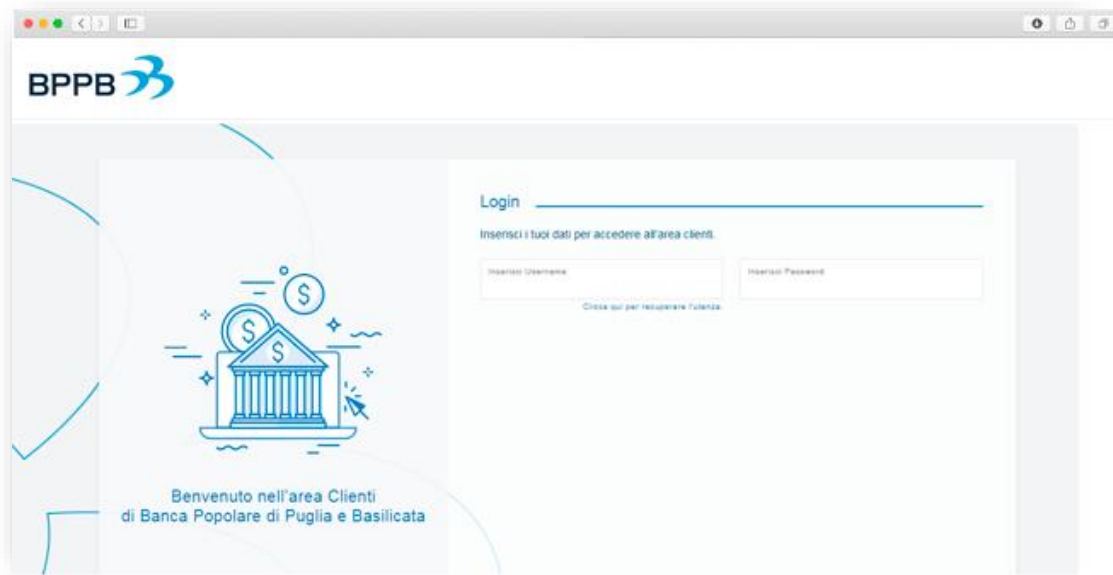 BPPB
Login
Inserisci i tuoi dati per accedere all'area clienti.
Inserisci Username
Inserisci Password
Clicca qui per recuperare l'utenza.
Benvenuto nell'area Clienti
di Banca Popolare di Puglia e Basilicata